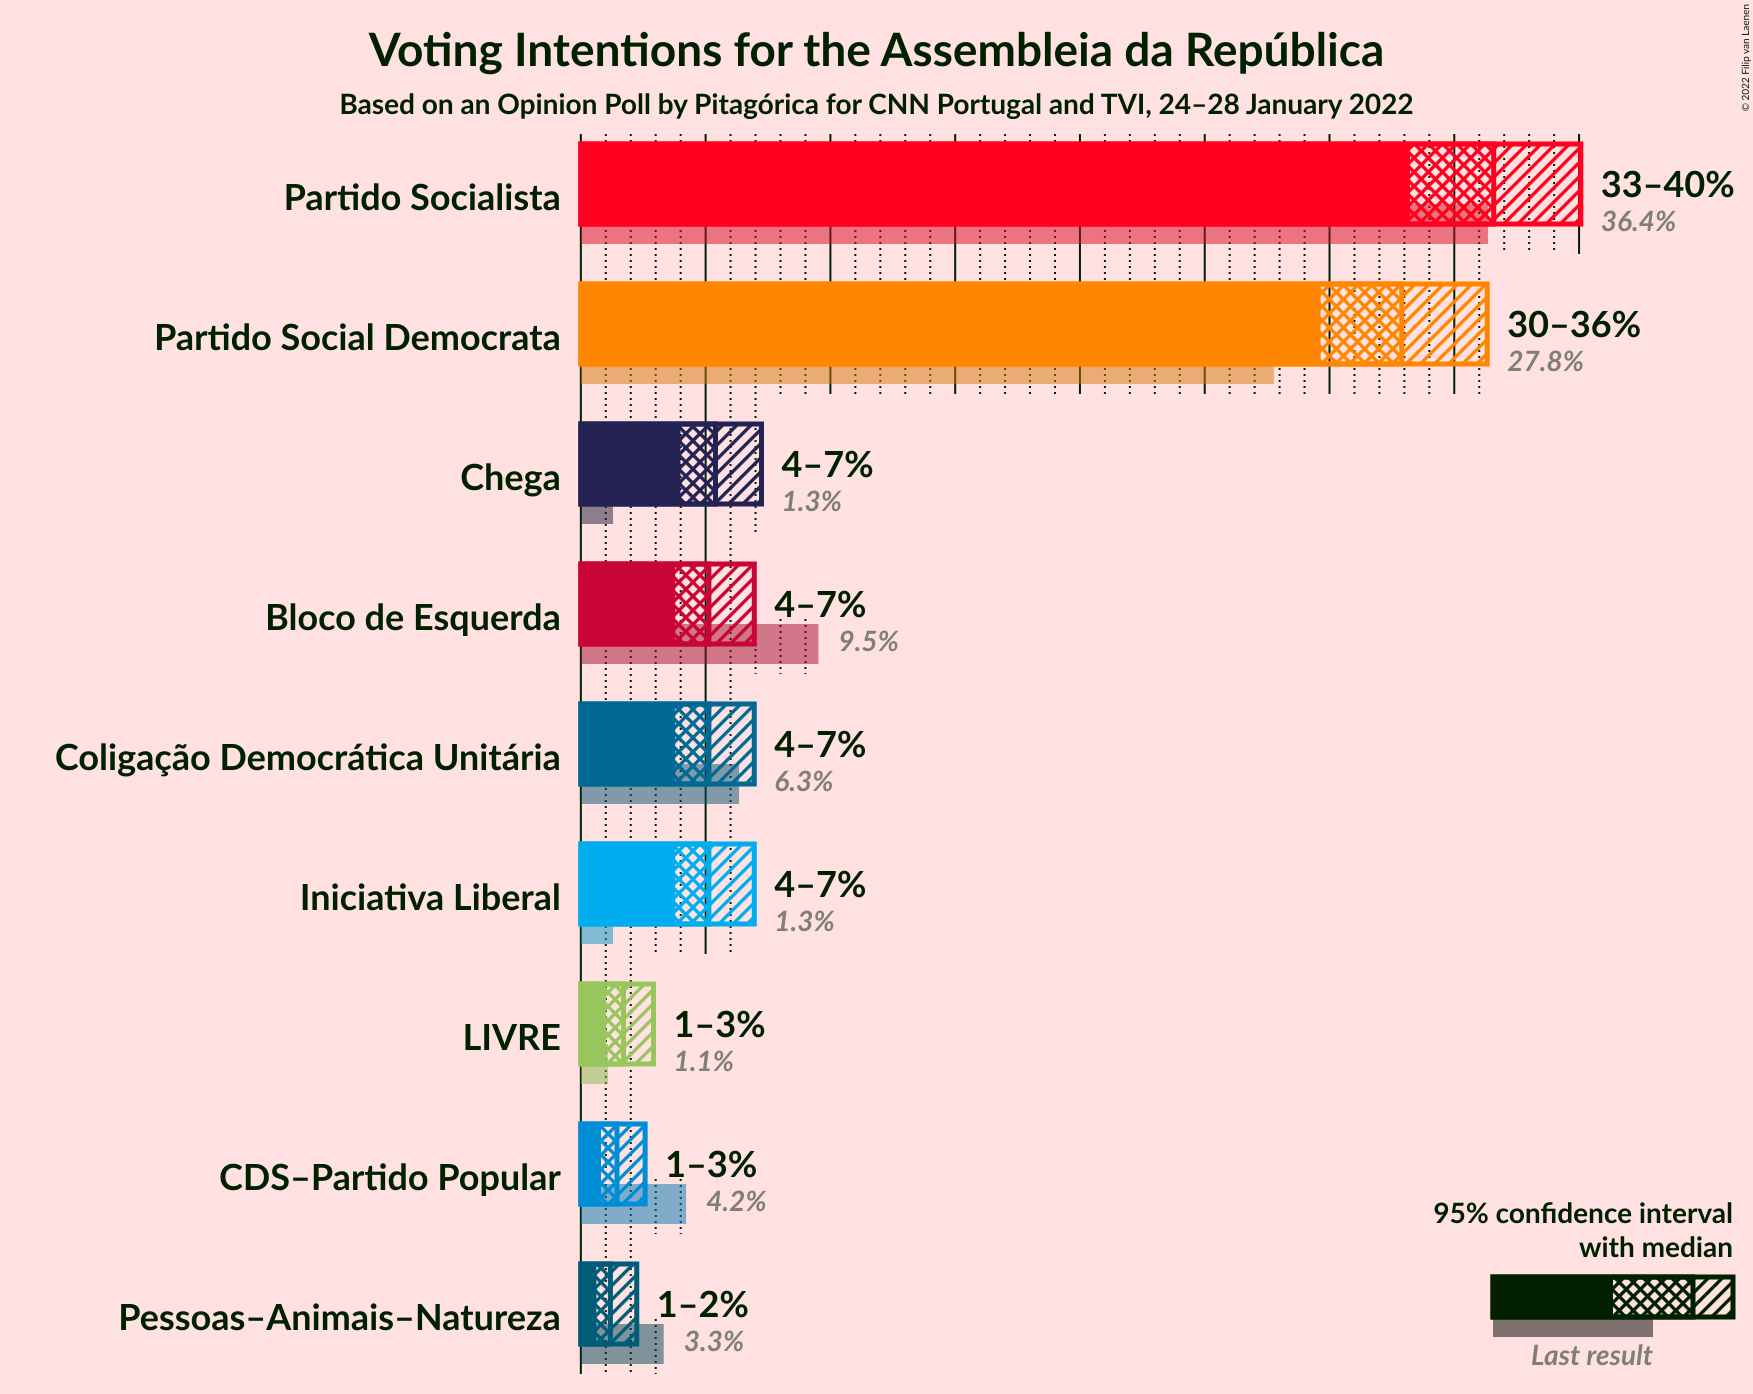 Voting Intentions for the Assembleia da República
Based on an Opinion Poll by Pitagórica for CNN Portugal and TVI, 24–28 January 2022
© 2022 Filip van Laenen
Partido Socialista
33–40%
36.4%
Partido Social Democrata
30–36%
27.8%
Chega
4–7%
1.3%
Bloco de Esquerda
4–7%
9.5%
Coligação Democrática Unitária
4–7%
6.3%
Iniciativa Liberal
4–7%
1.3%
LIVRE
1–3%
1.1%
CDS–Partido Popular
1–3%
4.2%
Pessoas–Animais–Natureza
1–2%
3.3%
95% confidence interval
with median
Last result